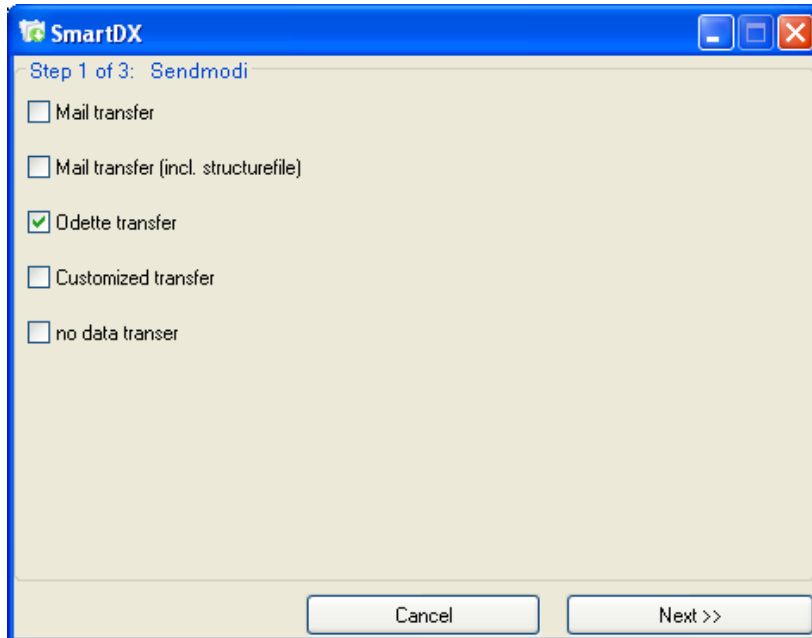 SmartDX
Step 1 of 3: Sendmodi
Mail transfer
Mail transfer (incl. structurefile)
Odette transfer
Customized transfer
no data transer
Cancel
Next >>